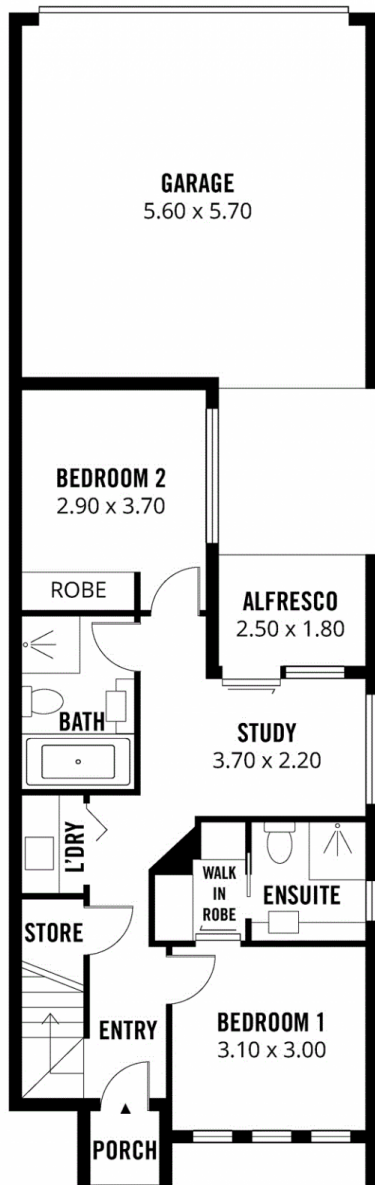 GARAGE
5.60 x 5.70
BEDROOM 2
2.90 x 3.70
ROBE
ALFRESCO
2.50 x 1.80
BATH
STUDY
3.70 x 2.20
L'DRY
WALK
IN
ROBE
ENSUITE
STORE
ENTRY
BEDROOM 1
3.10 x 3.00
PORCH